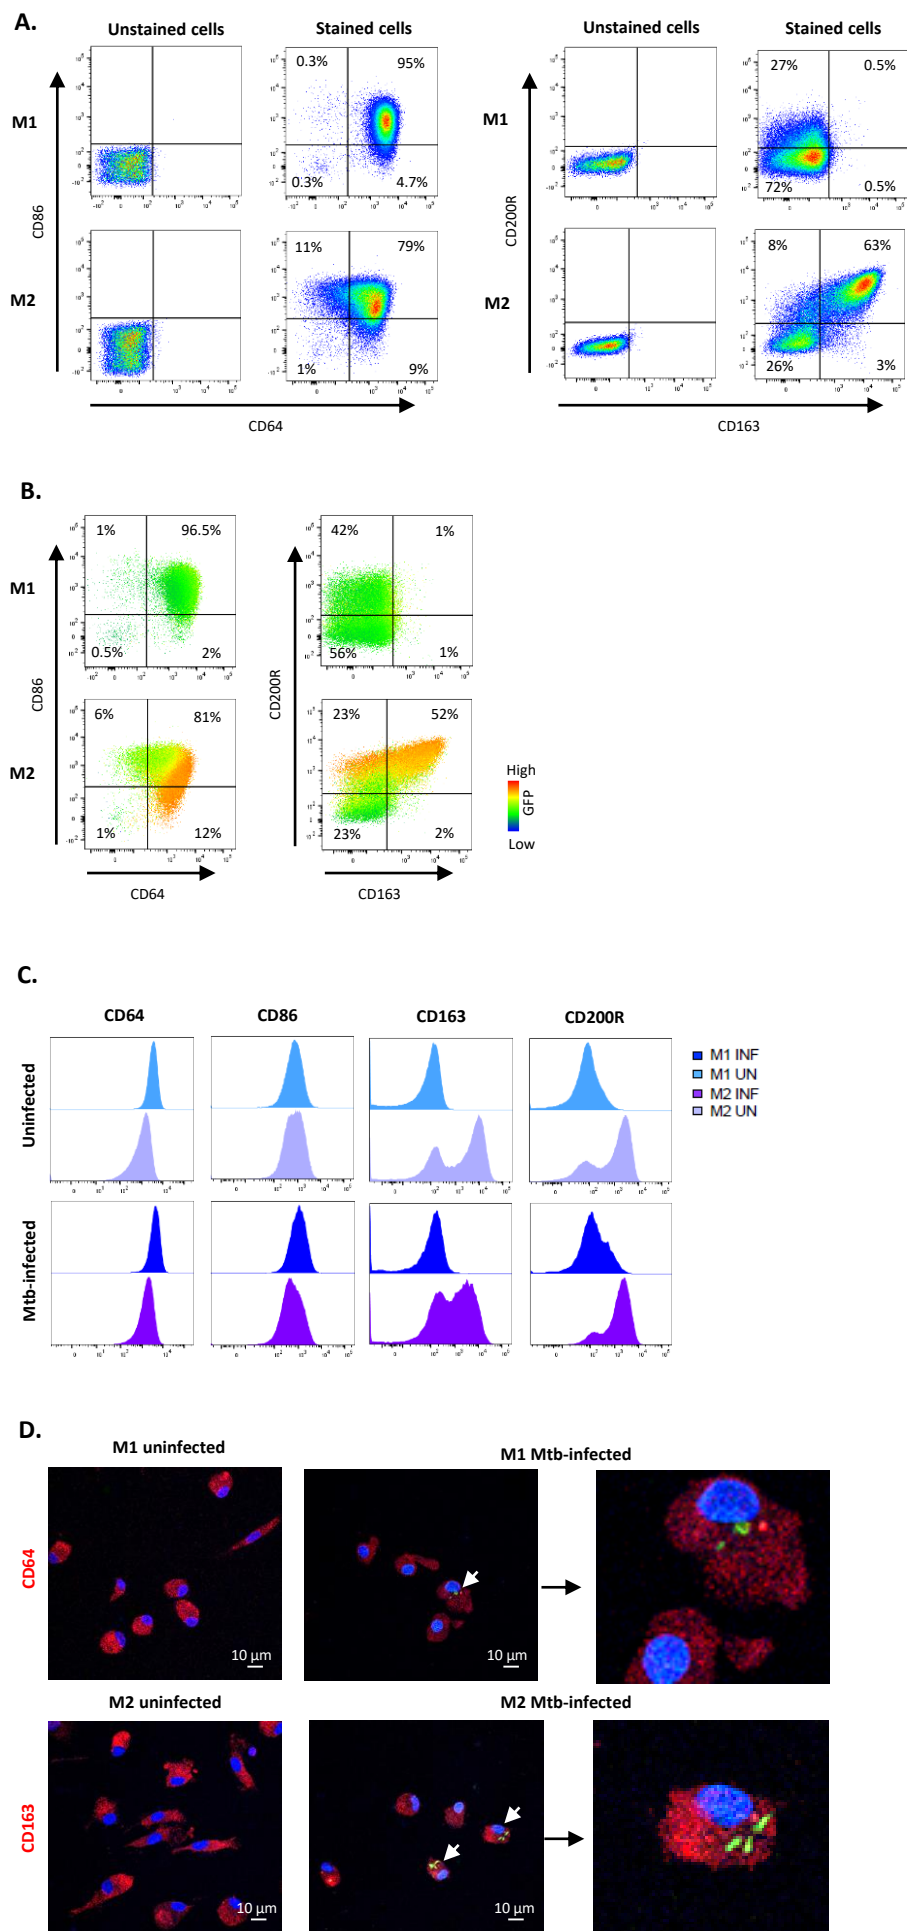 A.
Unstained cells
Stained cells
Unstained cells
Stained cells
M1
0.3%
95%
0.3%
4.7%
M1
27%
0.5%
72%
0.5%
CD86
CD200R
M2
11%
79%
1%
9%
M2
8%
63%
26%
3%
CD64
CD163
B.
M1
1%
96.5%
0.5%
2%
42%
1%
56%
1%
CD86
CD200R
M2
6%
81%
1%
12%
23%
52%
23%
2%
High
GFP
Low
CD64
CD163
C.
CD64
CD86
CD163
CD200R
Uninfected
M1 INF
M1 UN
M2 INF
M2 UN
Mtb-infected
D.
M1 uninfected
M1 Mtb-infected
CD64
10 µm
10 µm
M2 uninfected
M2 Mtb-infected
CD163
10 µm
10 µm